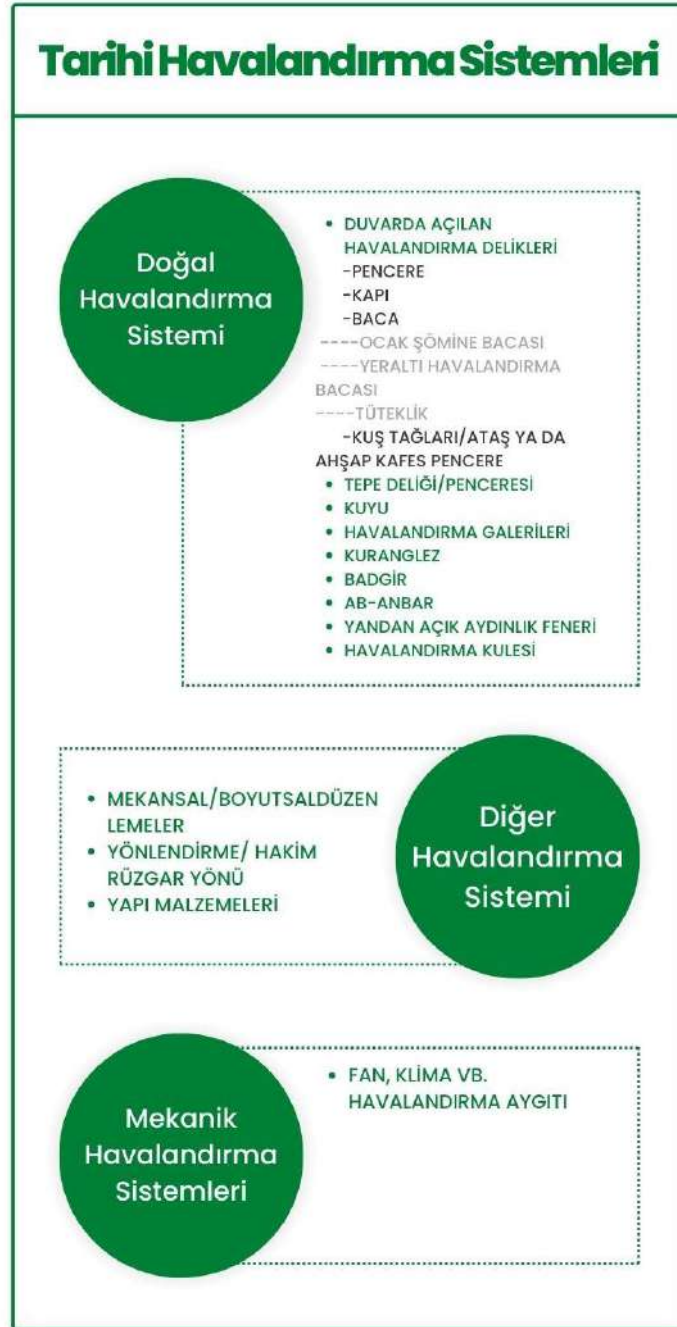 Tarihi Havalandırma Sistemleri
Doğal
Havalandırma
Sistemi
• DUVARDA AÇILAN
HAVALANDIRMA DELİKLERİ
-PENCERE
-KAPI
-BACA
----OCAK ŞÖMİNE BACASI
----YERALTI HAVALANDIRMA
BACASI
----TÜTEKLİK
-KUŞ TAĞLARI/ATAŞ YA DA
AHŞAP KAFES PENCERE
• TEPE DELİĞİ/PENCERESİ
• KUYU
• HAVALANDIRMA GALERİLERİ
• KURANGLEZ
• BADGİR
• AB-ANBAR
• YANDAN AÇIK AYDINLIK FENERİ
• HAVALANDIRMA KULESİ
• MEKANSAL/BOYUTSALDÜZEN
LEMELER
• YÖNLENDİRME/ HAKİM
RÜZGAR YÖNÜ
• YAPI MALZEMELERİ
Diğer
Havalandırma
Sistemi
Mekanik
Havalandırma
Sistemleri
• FAN, KLİMA VB.
HAVALANDIRMA AYGITI